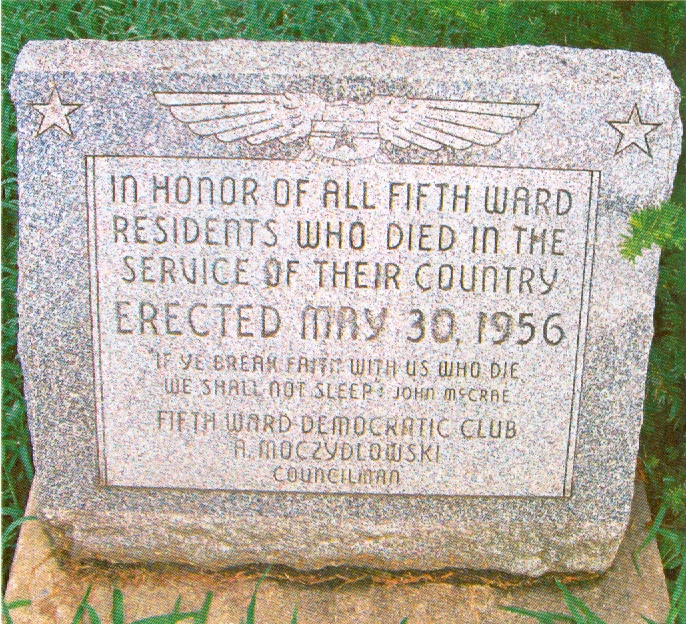 IN HONOR OF ALL FIFTH WARD
RESIDENTS WHO DIED IN THE
SERVICE OF THEIR COUNTRY
ERECTED MAY 30, 1956
"IF YE BREAK FAITH WITH US WHO DIE
WE SHALL NOT SLEEP": JOHN McCRAE
FIFTH WARD DEMOCRATIC CLUB
A. MOCZYDLOWSKI
COUNCILMAN